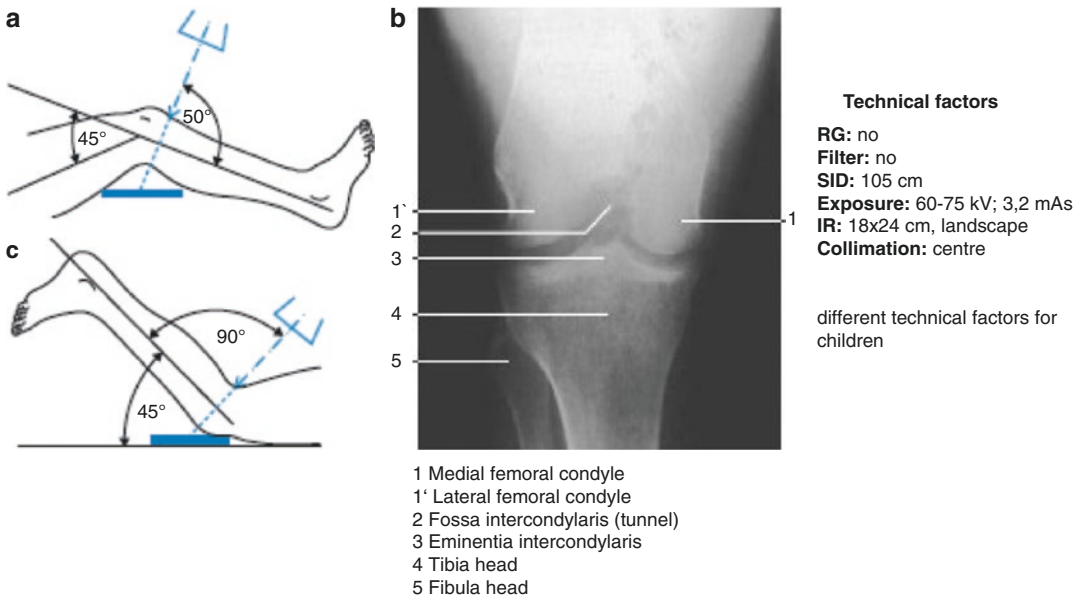 a
50°
45°
c
90°
45°
b
1`
2
3
4
5
1
1 Medial femoral condyle
1‘ Lateral femoral condyle
2 Fossa intercondylaris (tunnel)
3 Eminentia intercondylaris
4 Tibia head
5 Fibula head
Technical factors
RG: no
Filter: no
SID: 105 cm
Exposure: 60-75 kV; 3,2 mAs
IR: 18x24 cm, landscape
Collimation: centre
different technical factors for
children